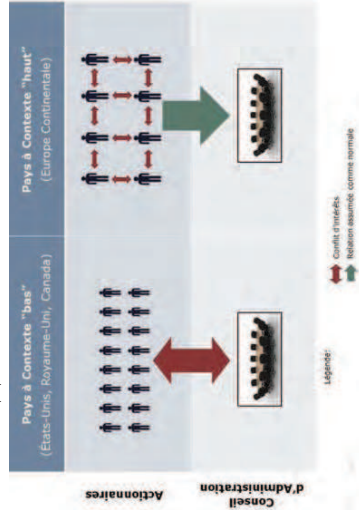 Pays à Contexte "bas"
(États-Unis, Royaume-Uni, Canada)
Pays à Contexte "haut"
(Europe Continentale)
Actionnaires
Conseil
d'Administration
Légende:
Conflit d'intérêts
Relation assumée comme normale